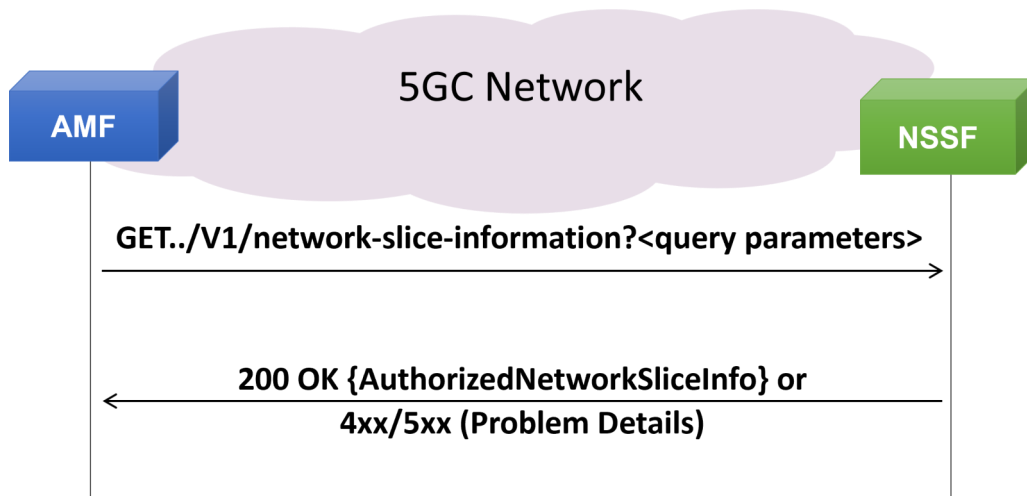 5GC Network
AMF
NSSF
GET../V1/network-slice-information?<query parameters>
200 OK {AuthorizedNetworkSliceInfo} or
4xx/5xx (Problem Details)